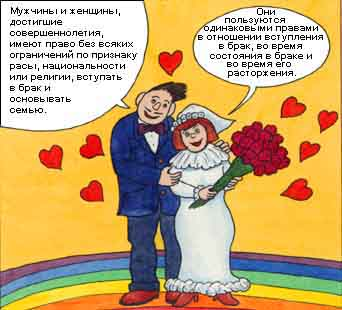 Мужчины и женщины,
достигшие
совершеннолетия,
имеют право без всяких
ограничений по признаку
расы, национальности
или религии, вступать
в брак и
основывать
семью.
Они
пользуются
одинаковыми правами
в отношении вступления
в брак, во время
состояния в браке и
во время его
расторжения.